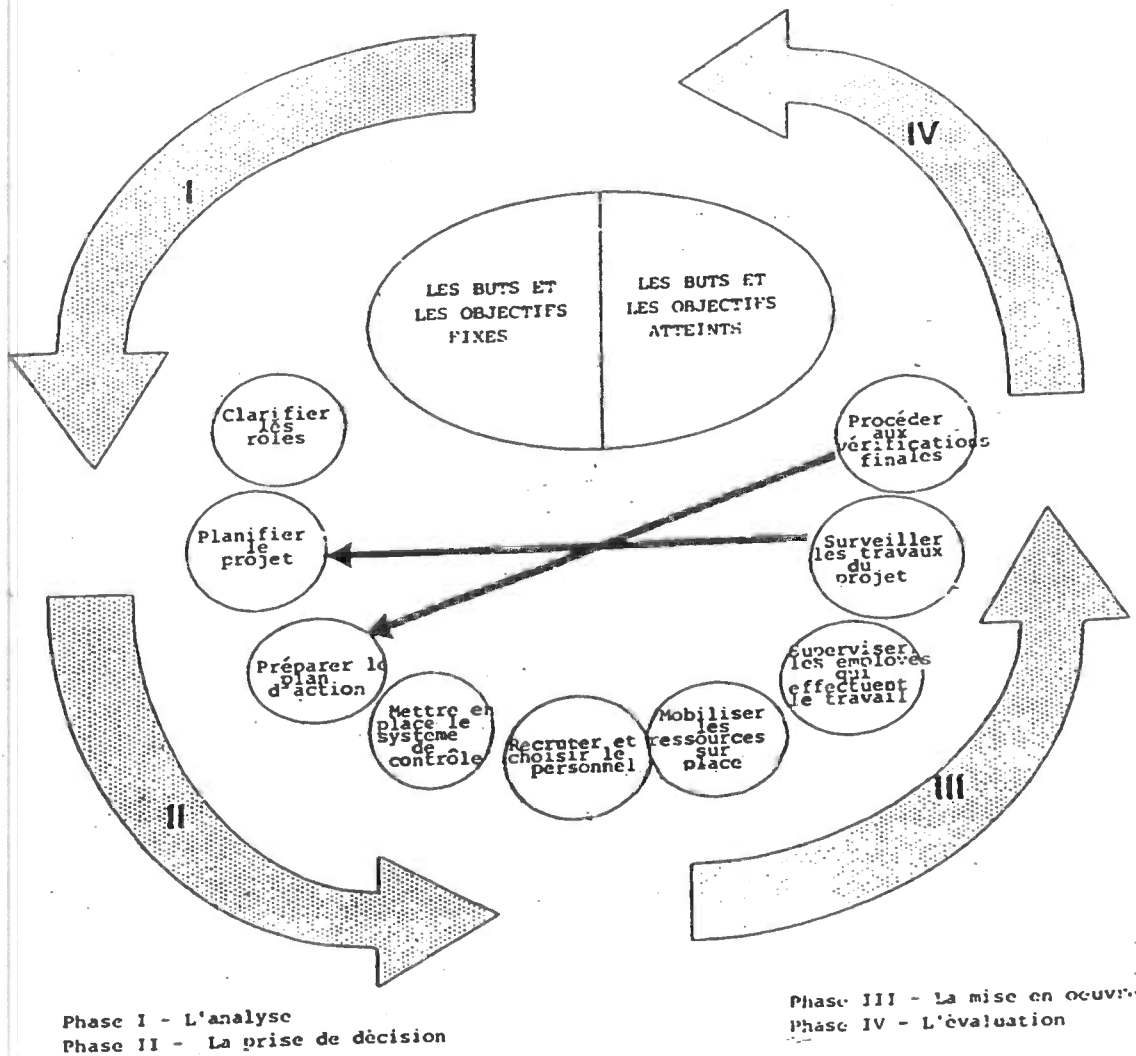 I
IV
LES BUTS ET
LES OBJECTIFS
FIXES
LES BUTS ET
LES OBJECTIFS
ATTEINTS
Clarifier
les
rôles
Procéder
aux
vérifications
finales
Planifier
le
projet
Surveiller
les travaux
du
projet
Préparer le
plan
d'action
Superviser
les employés
qui
effectuent
le travail
Mettre en
place le
système
de
contrôle
Recruter et
choisir le
personnel
Mobiliser
les
ressources
sur
place
II
III
Phase I - L'analyse
Phase II - La prise de décision
Phase III - La mise en oeuvre
Phase IV - L'évaluation